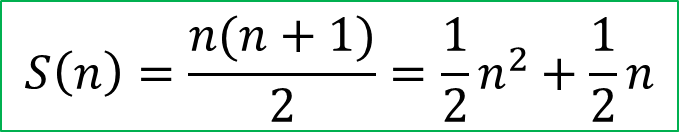 S(n) = n(n + 1)/2 = 1/2 n² + 1/2 n